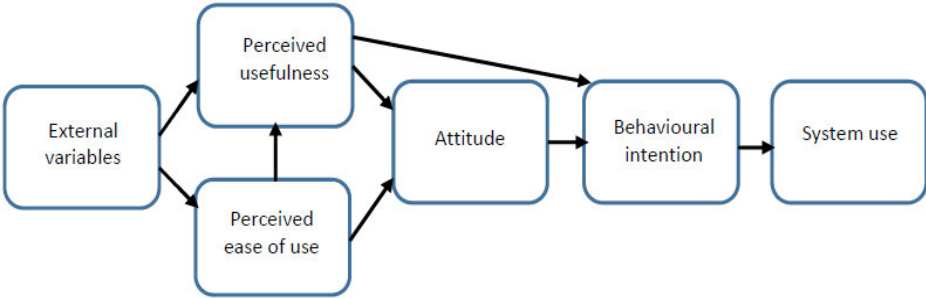 External
variables
Perceived
usefulness
Perceived
ease of use
Attitude
Behavioural
intention
System use